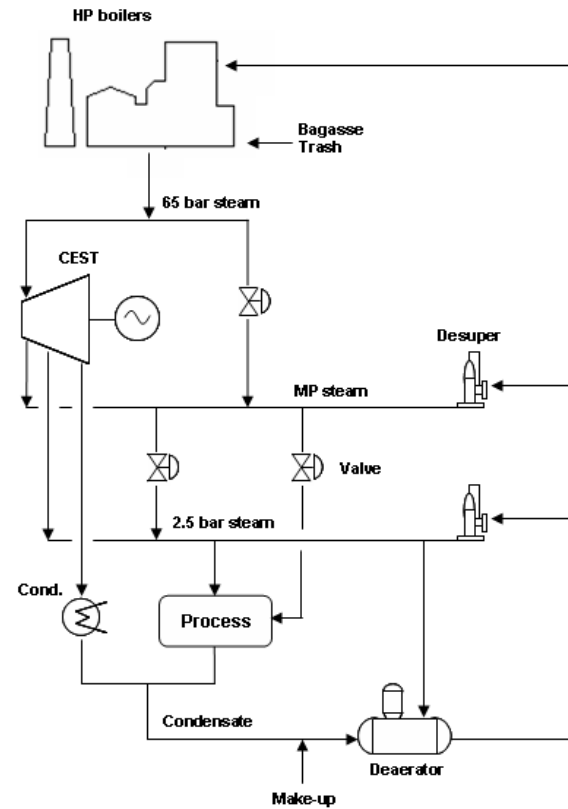 HP boilers
Bagasse
Trash
65 bar steam
CEST
Desuper
MP steam
Valve
2.5 bar steam
Cond.
Process
Condensate
Deaerator
Make-up